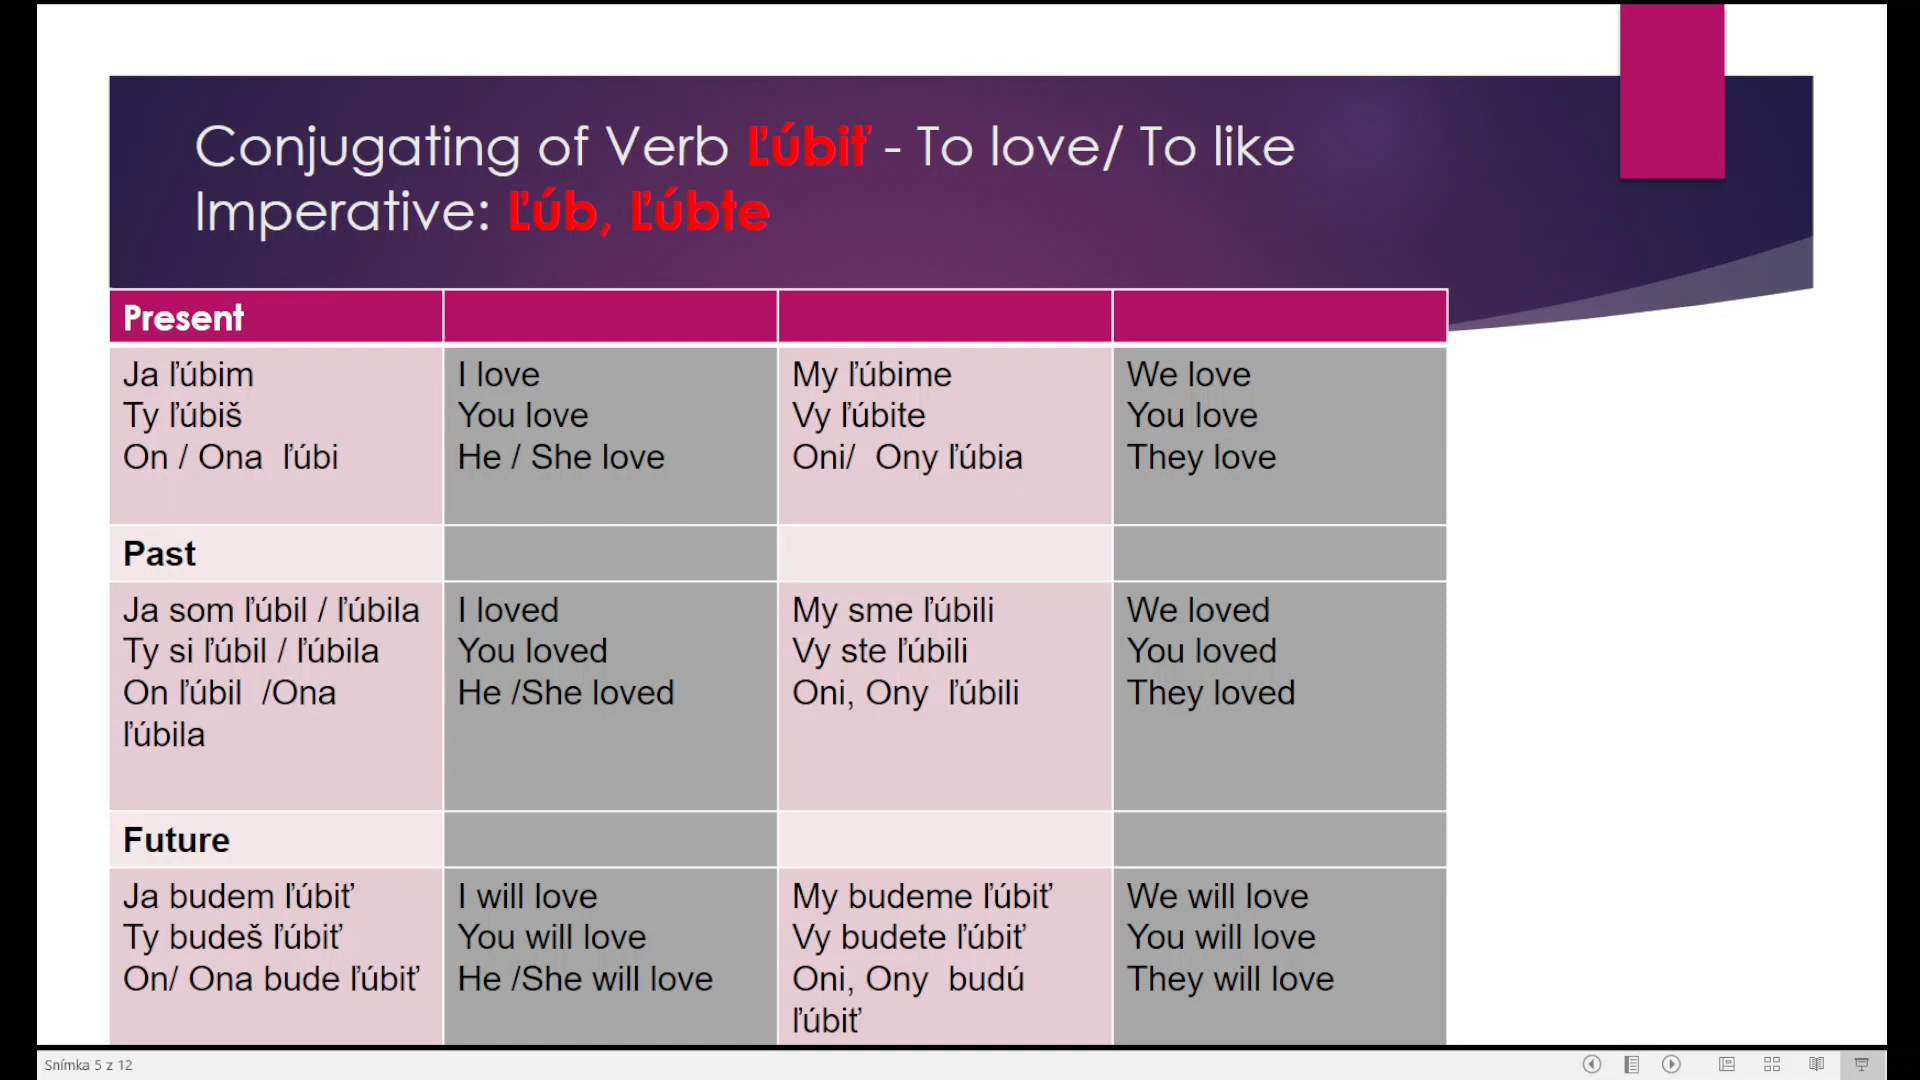 Conjugating of Verb Ľúbiť - To love/ To like
Imperative: Ľúb, Ľúbte
Present
Ja ľúbim
Ty ľúbiš
On / Ona  ľúbi
I love
You love
He / She love
My ľúbime
Vy ľúbite
Oni/  Ony ľúbia
We love
You love
They love
Past
Ja som ľúbil / ľúbila
Ty si ľúbil / ľúbila
On ľúbil  /Ona
ľúbila
I loved
You loved
He /She loved
My sme ľúbili
Vy ste ľúbili
Oni, Ony  ľúbili
We loved
You loved
They loved
Future
Ja budem ľúbiť
Ty budeš ľúbiť
On/ Ona bude ľúbiť
I will love
You will love
He /She will love
My budeme ľúbiť
Vy budete ľúbiť
Oni, Ony  budú
ľúbiť
We will love
You will love
They will love
Snímka 5 z 12